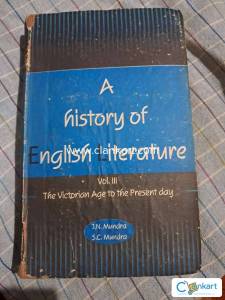 A
history of
www.clankart.com
English Literature
Vol. III
The Victorian Age to the Present day
J.N. Mundra
S.C. Mundra
Clankart